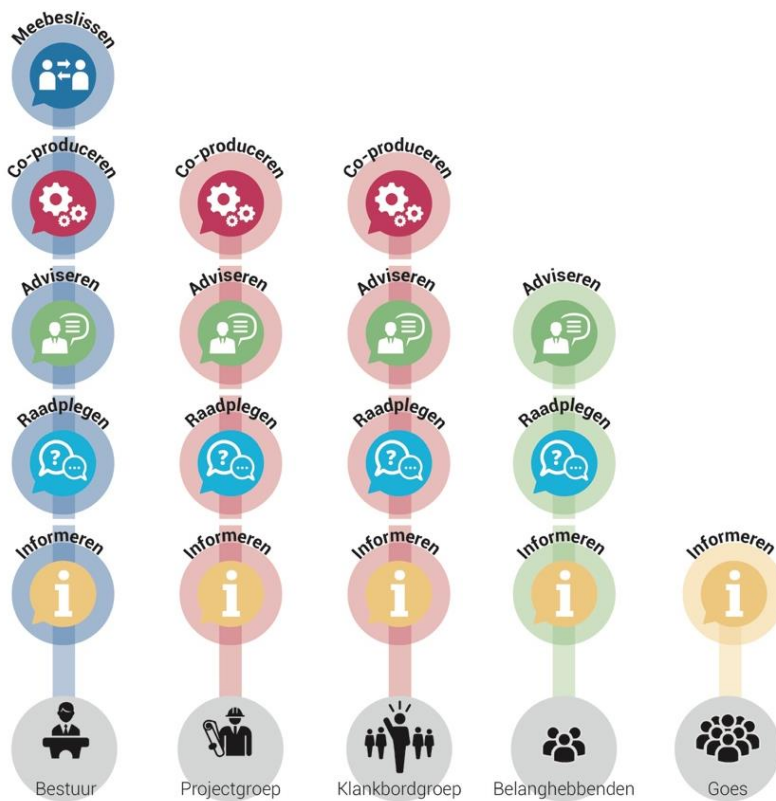 Meebeslissen
Co-produceren
Co-produceren
Co-produceren
Adviseren
Adviseren
Adviseren
Adviseren
Raadplegen
Raadplegen
Raadplegen
Raadplegen
?
...
?
...
?
...
?
...
Informeren
Informeren
Informeren
Informeren
Informeren
i
i
i
i
i
Bestuur
Projectgroep
Klankbordgroep
Belanghebbenden
Goes